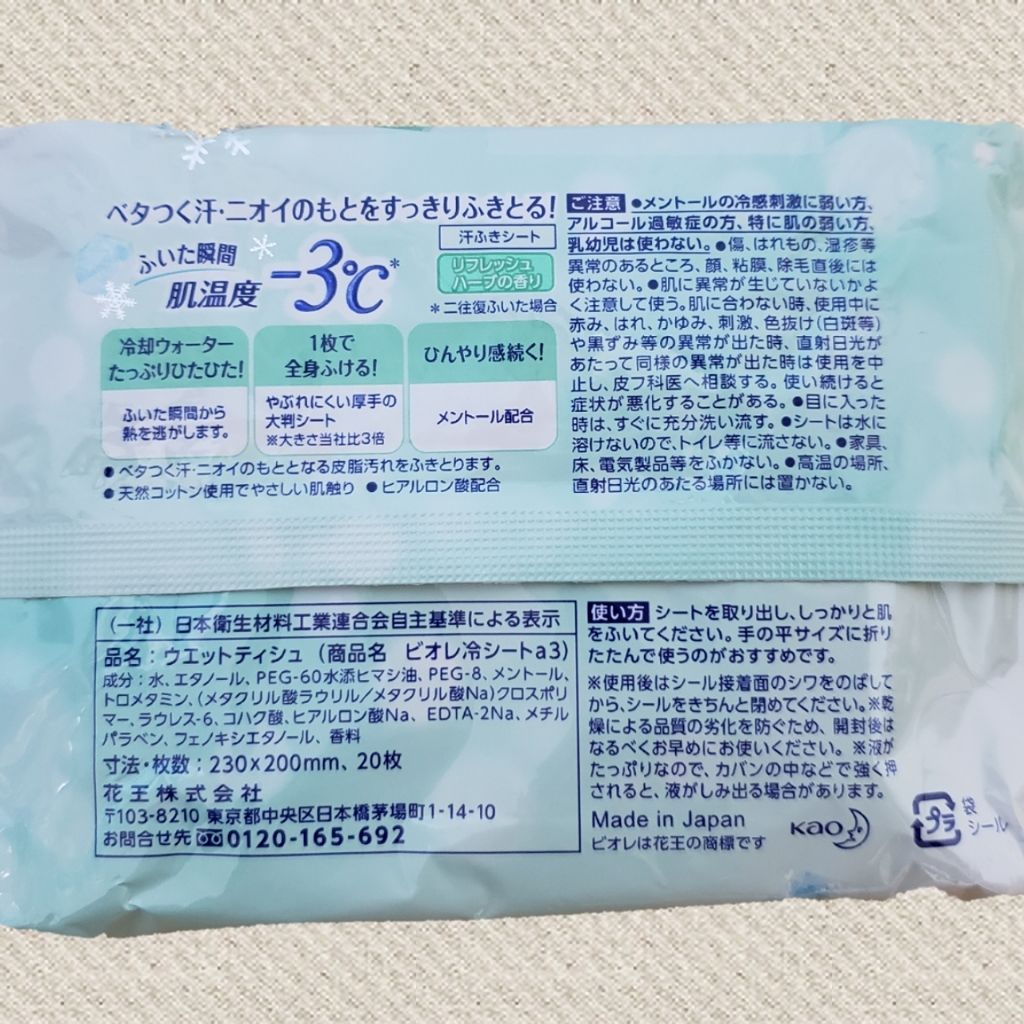 ベタつく汗・ニオイのもとをすっきりふきとる!
ふいた瞬間
肌温度 -3℃*
汗ふきシート
リフレッシュ
ハーブの香り
*二往復ふいた場合
冷却ウォーター
たっぷりひたひた!
ふいた瞬間から
熱を逃がします。
1枚で
全身ふける!
やぶれにくい厚手の
大判シート
※大きさ当社比3倍
ひんやり感続く!
メントール配合
●ベタつく汗・ニオイのもととなる皮脂汚れをふきとります。
●天然コットン使用でやさしい肌触り ●ヒアルロン酸配合
ご注意 ●メントールの冷感刺激に弱い方、
アルコール過敏症の方、特に肌の弱い方、
乳幼児は使わない。●傷、はれもの、湿疹等
異常のあるところ、顔、粘膜、除毛直後には
使わない。●肌に異常が生じていないかよ
く注意して使う。肌に合わない時、使用中に
赤み、はれ、かゆみ、刺激、色抜け(白斑等)
や黒ずみ等の異常が出た時、直射日光が
あたって同様の異常が出た時は使用を中
止し、皮フ科医へ相談する。使い続けると
症状が悪化することがある。●目に入った
時は、すぐに充分洗い流す。●シートは水に
溶けないので、トイレ等に流さない。●家具、
床、電気製品等をふかない。●高温の場所、
直射日光のあたる場所には置かない。
(一社)日本衛生材料工業連合会自主基準による表示
品名:ウエットティシュ(商品名 ビオレ冷シートa3)
成分:水、エタノール、PEG-60水添ヒマシ油、PEG-8、メントール、
トロメタミン、(メタクリル酸ラウリル/メタクリル酸Na)クロスポリ
マー、ラウレス-6、コハク酸、ヒアルロン酸Na、EDTA-2Na、メチル
パラベン、フェノキシエタノール、香料
寸法・枚数:230×200mm、20枚
花王株式会社
〒103-8210 東京都中央区日本橋茅場町1-14-10
お問合せ先 0120-165-692
使い方 シートを取り出し、しっかりと肌
をふいてください。手の平サイズに折り
たたんで使うのがおすすめです。
※使用後はシール接着面のシワをのばして
から、シールをきちんと閉めてください。※乾
燥による品質の劣化を防ぐため、開封後は
なるべくお早めにお使いください。※液が
たっぷりなので、カバンの中などで強く押
されると、液がしみ出る場合があります。
Made in Japan
ビオレは花王の商標です
Kao
プラ
袋
シール